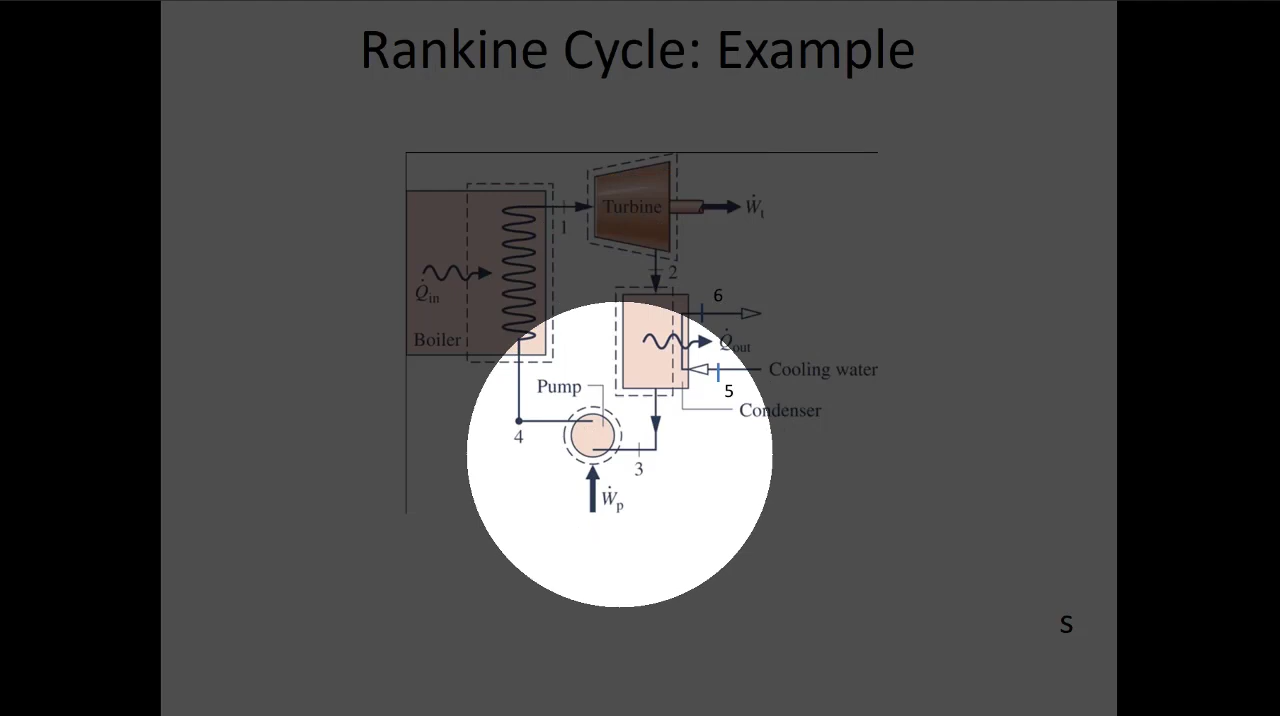 Rankine Cycle: Example
Turbine
Ẇt
1
2
Q̇in
Boiler
6
Q̇out
Cooling water
5
Pump
Condenser
4
3
Ẇp
s